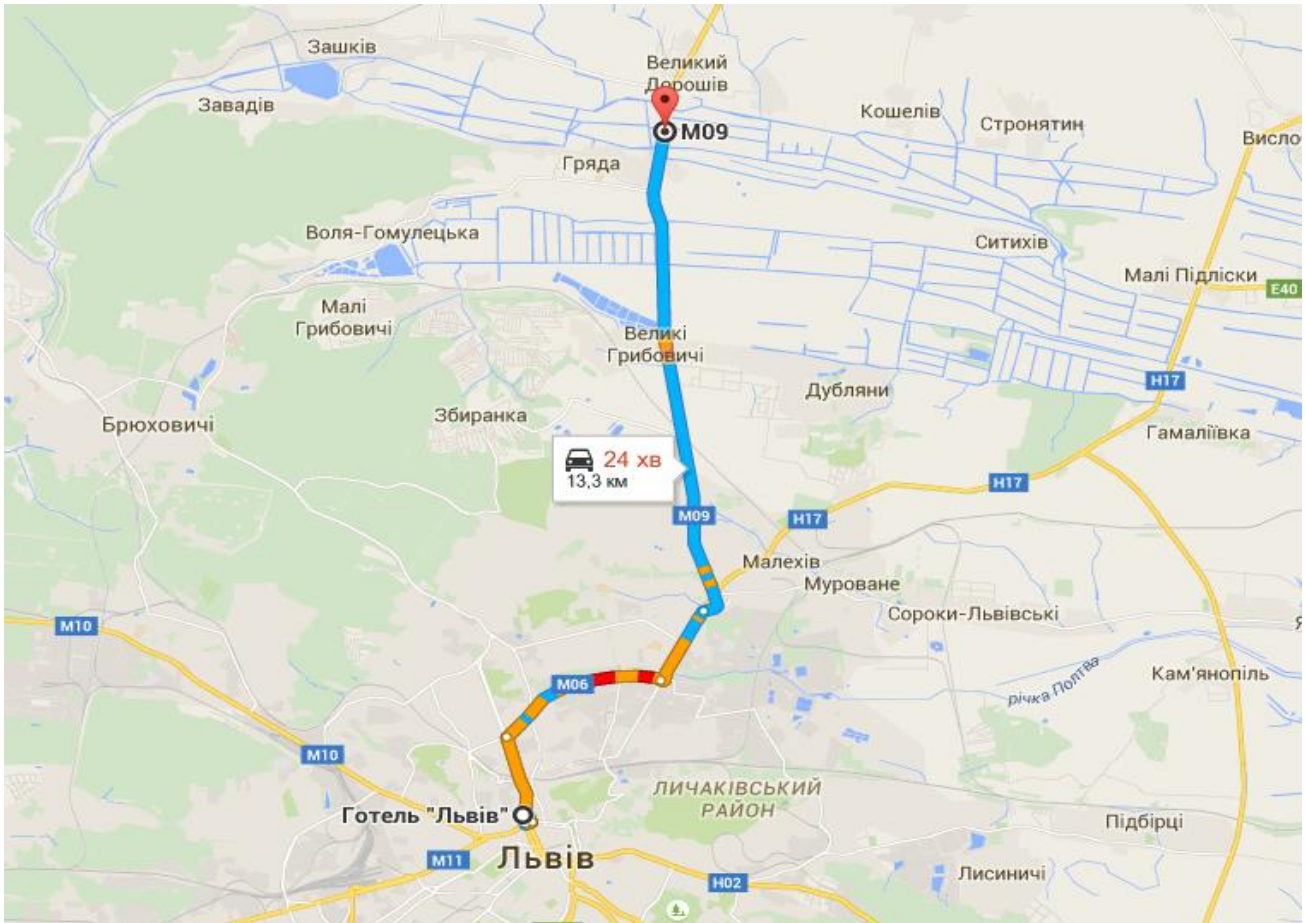 Зашків
Великий
Дорошів
Завадів
Кошелів
Стронятин
М09
Висло
Гряда
Воля-Гомулецька
Ситихів
Малі Підліски
E40
Малі
Грибовичі
Великі
Грибовичі
H17
Дубляни
Збиранка
Брюховичі
Гамаліївка
24 хв
13,3 км
H17
M09
H17
Малехів
Муроване
Сороки-Львівські
M10
Кам'янопіль
M06
річка Полтва
M10
ЛИЧАКІВСЬКИЙ
РАЙОН
Готель "Львів"
Підбірці
M11
Львів
H02
Лисиничі